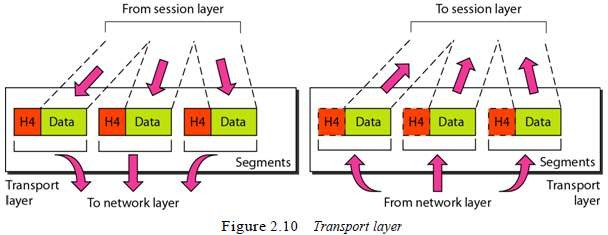 From session layer
H4 Data H4 Data H4 Data
Segments
Transport
layer
To network layer
To session layer
H4 Data H4 Data H4 Data
Segments
Transport
layer
From network layer
Figure 2.10 Transport layer